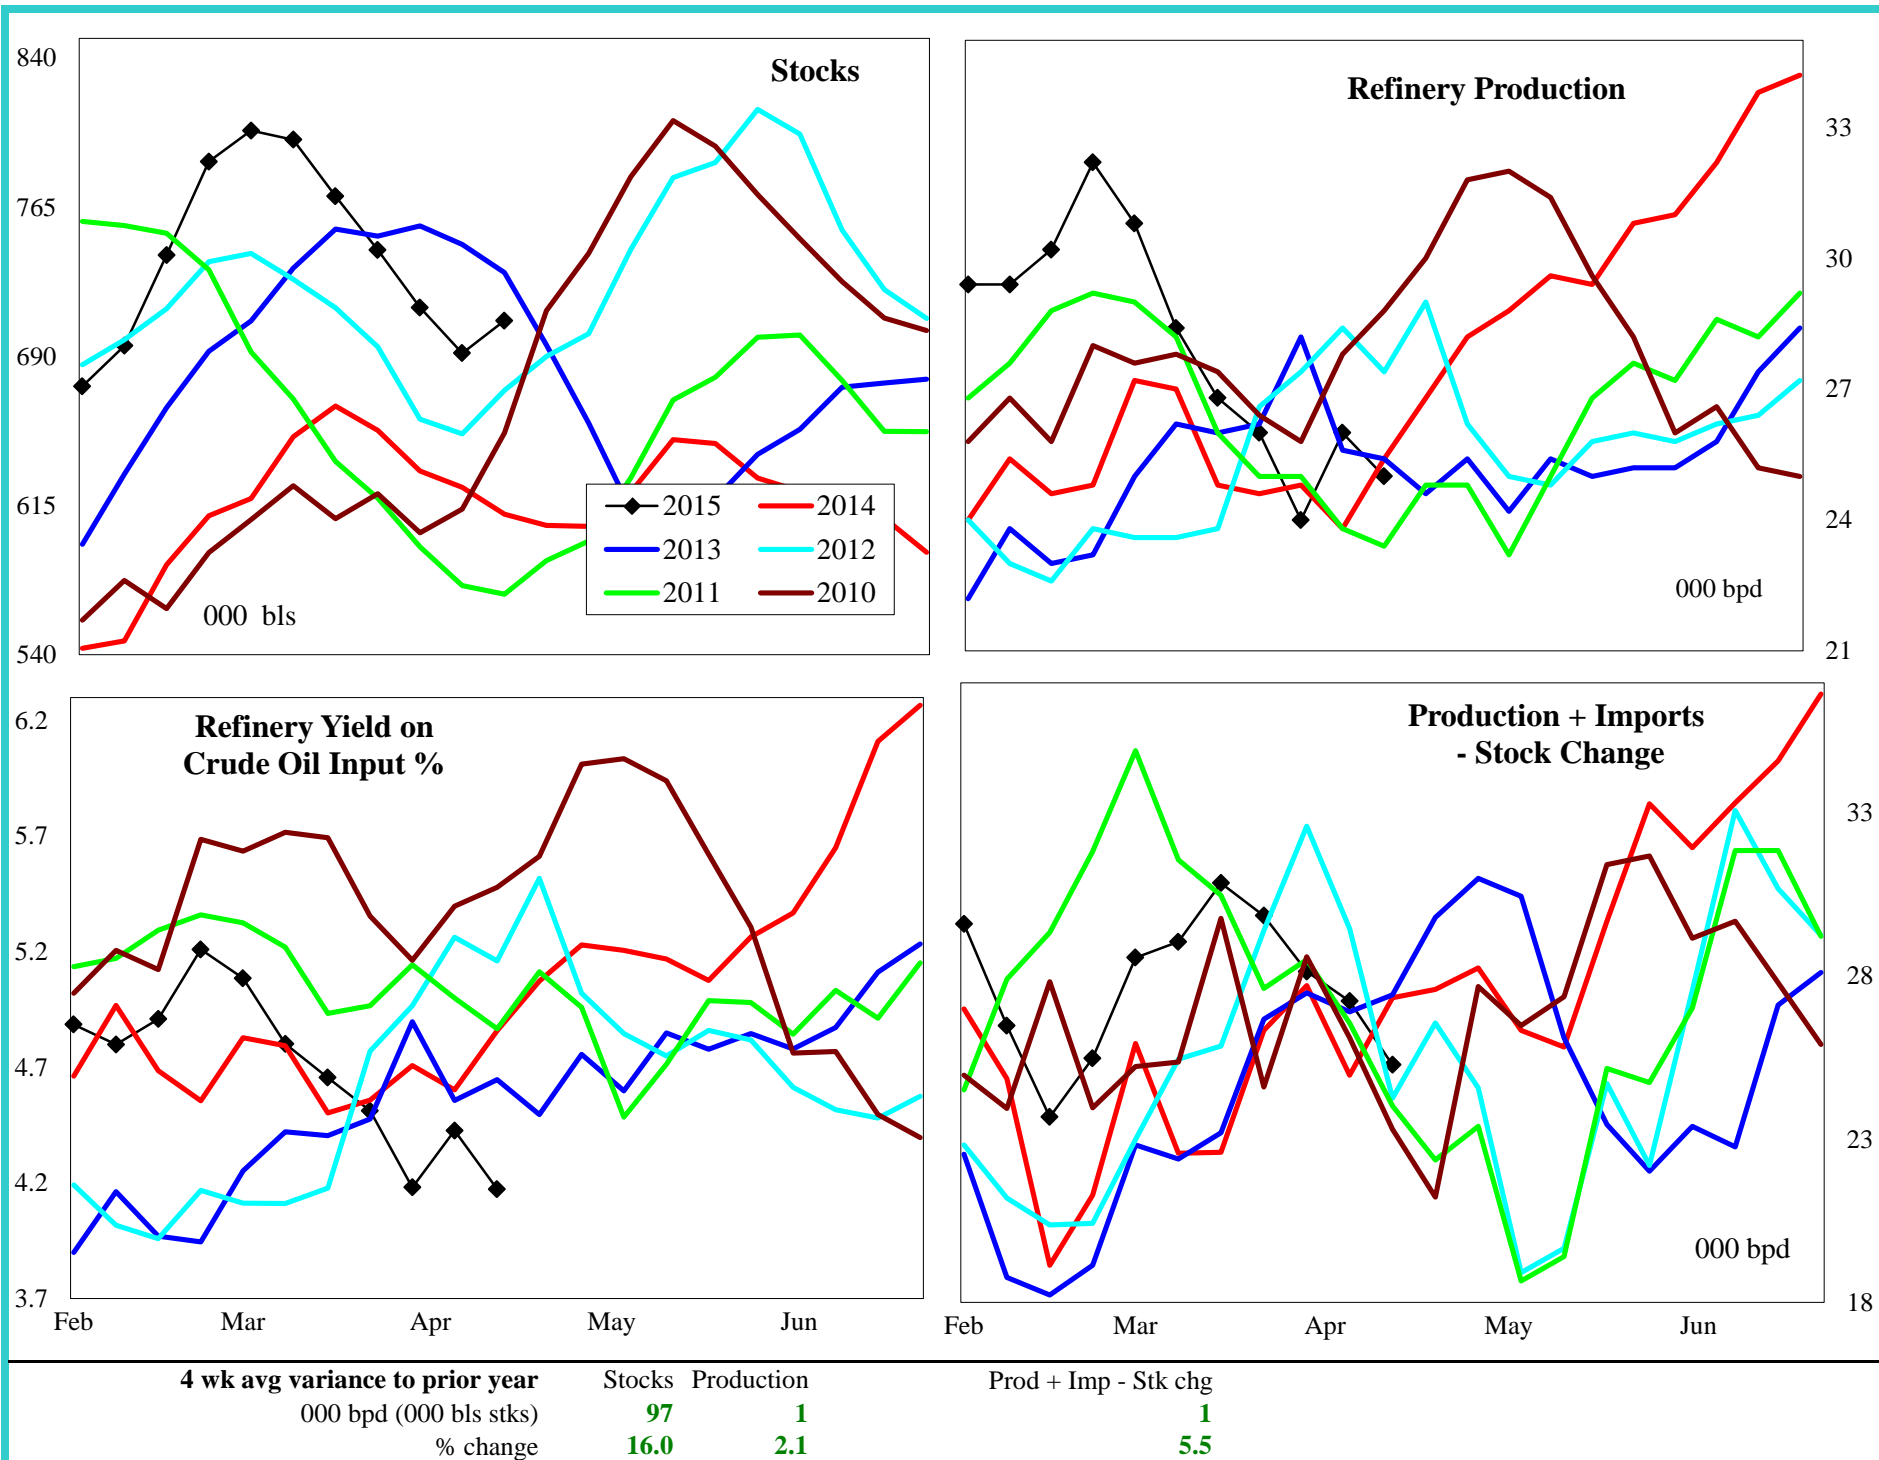 Stocks
840
765
690
615
540
000 bls
2015 2014
2013 2012
2011 2010
Refinery Production
33
30
27
24
21
000 bpd
Refinery Yield on
Crude Oil Input %
6.2
5.7
5.2
4.7
4.2
3.7
Feb Mar Apr May Jun
Production + Imports
- Stock Change
33
28
23
18
000 bpd
Feb Mar Apr May Jun
4 wk avg variance to prior year Stocks Production Prod + Imp - Stk chg
000 bpd (000 bls stks) 97 1 1
% change 16.0 2.1 5.5